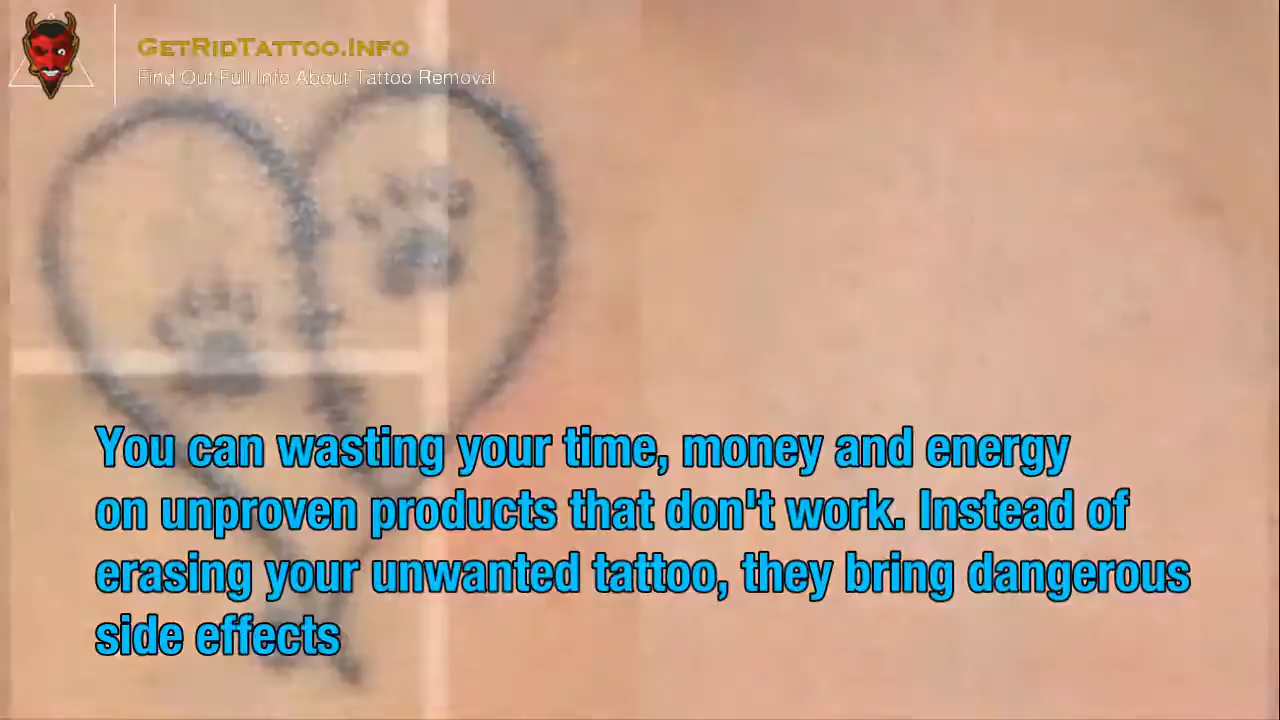 GetRidTattoo.Info
Find Out Full Info About Tattoo Removal
You can wasting your time, money and energy
on unproven products that don't work. Instead of
erasing your unwanted tattoo, they bring dangerous
side effects